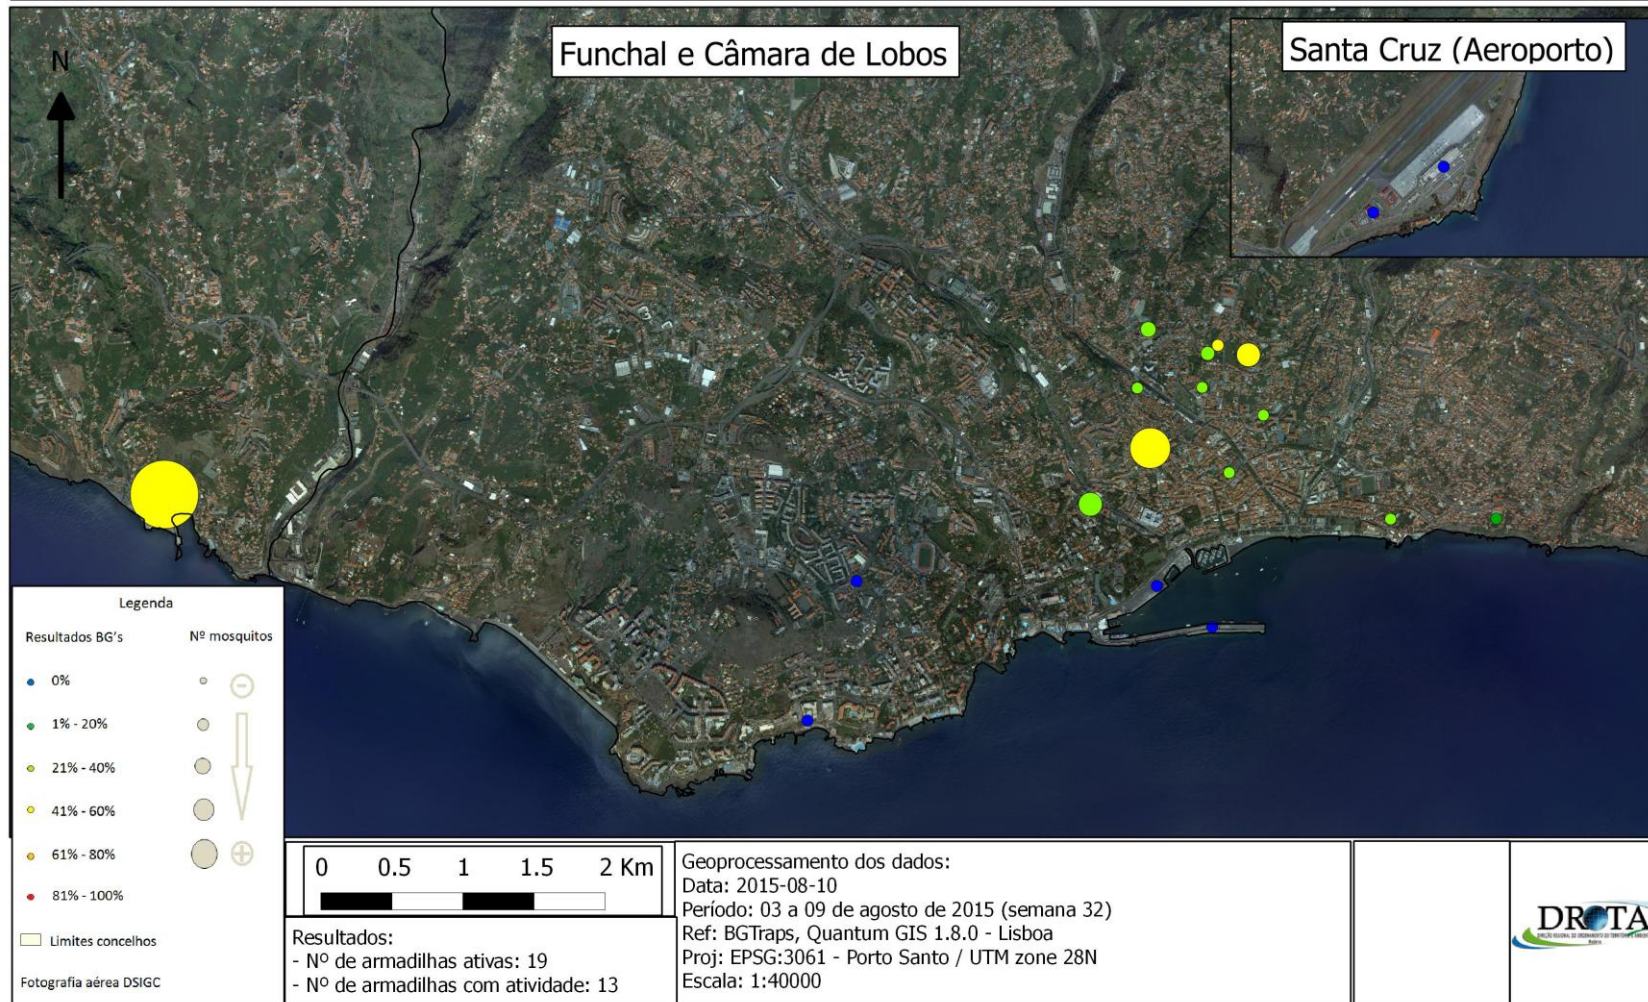 Funchal e Câmara de Lobos
Santa Cruz (Aeroporto)
N
Legenda
Resultados BG's
Nº mosquitos
0%
1% - 20%
21% - 40%
41% - 60%
61% - 80%
81% - 100%
Limites concelhos
Fotografia aérea DSIGC
0 0.5 1 1.5 2 Km
Resultados:
- Nº de armadilhas ativas: 19
- Nº de armadilhas com atividade: 13
Geoprocessamento dos dados:
Data: 2015-08-10
Período: 03 a 09 de agosto de 2015 (semana 32)
Ref: BGTraps, Quantum GIS 1.8.0 - Lisboa
Proj: EPSG:3061 - Porto Santo / UTM zone 28N
Escala: 1:40000
DROTA